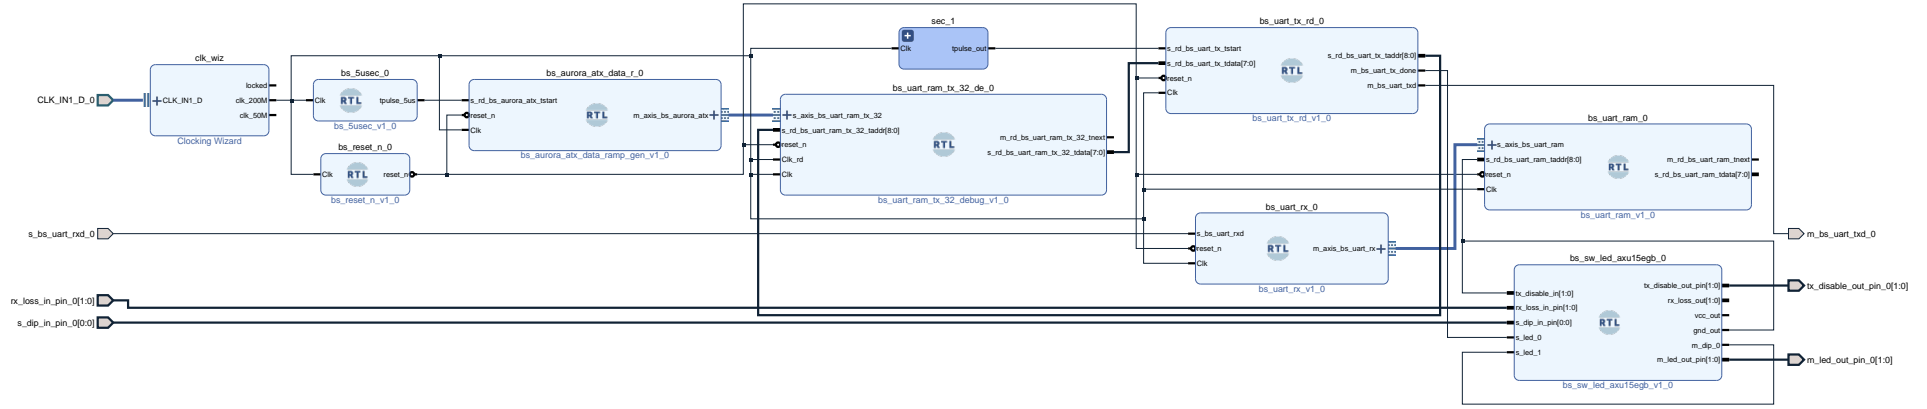 clk_wiz
CLK_IN1_D
locked
clk_200M
clk_50M
Clocking Wizard
CLK_IN1_D_0
bs_5usec_0
Clk
tpulse_5us
RTL
bs_5usec_v1_0
bs_reset_n_0
Clk
reset_n
RTL
bs_reset_n_v1_0
bs_aurora_atx_data_r_0
s_rd_bs_aurora_atx_tstart
reset_n
Clk
m_axis_bs_aurora_atx
RTL
bs_aurora_atx_data_ramp_gen_v1_0
bs_uart_ram_tx_32_de_0
s_axis_bs_uart_ram_tx_32
s_rd_bs_uart_ram_tx_32_taddr[8:0]
reset_n
Clk_rd
Clk
m_rd_bs_uart_ram_tx_32_tnext
s_rd_bs_uart_ram_tx_32_tdata[7:0]
RTL
bs_uart_ram_tx_32_debug_v1_0
sec_1
Clk
tpulse_out
bs_uart_tx_rd_0
s_rd_bs_uart_tx_tstart
s_rd_bs_uart_tx_tdata[7:0]
reset_n
Clk
s_rd_bs_uart_tx_taddr[8:0]
m_bs_uart_tx_done
m_bs_uart_txd
RTL
bs_uart_tx_rd_v1_0
bs_uart_ram_0
s_axis_bs_uart_ram
s_rd_bs_uart_ram_taddr[8:0]
reset_n
Clk
m_rd_bs_uart_ram_tnext
s_rd_bs_uart_ram_tdata[7:0]
RTL
bs_uart_ram_v1_0
bs_uart_rx_0
s_bs_uart_rxd
reset_n
Clk
m_axis_bs_uart_rx
RTL
bs_uart_rx_v1_0
bs_sw_led_axu15egb_0
tx_disable_in[1:0]
rx_loss_in_pin[1:0]
s_dip_in_pin[0:0]
s_led_0
s_led_1
tx_disable_out_pin[1:0]
rx_loss_out[1:0]
vcc_out
gnd_out
m_dip_0
m_led_out_pin[1:0]
RTL
bs_sw_led_axu15egb_v1_0
s_bs_uart_rxd_0
rx_loss_in_pin_0[1:0]
s_dip_in_pin_0[0:0]
m_bs_uart_txd_0
tx_disable_out_pin_0[1:0]
m_led_out_pin_0[1:0]